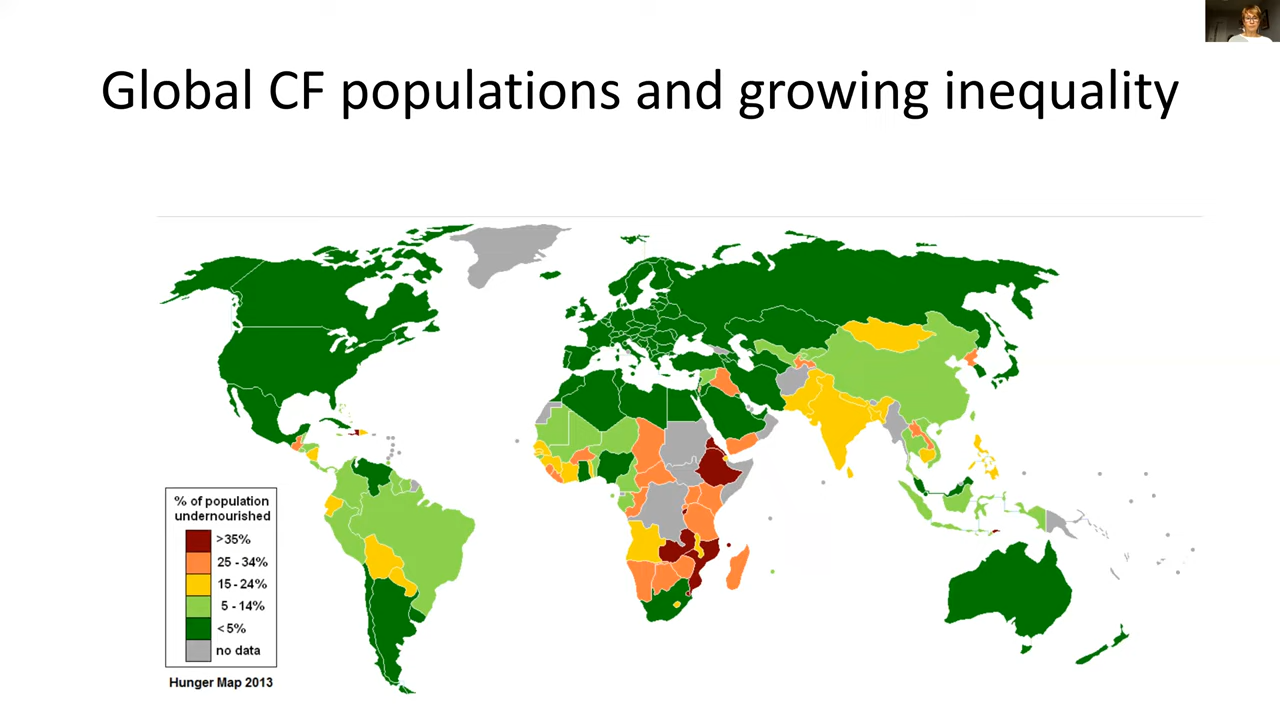 Global CF populations and growing inequality
% of population
undernourished
>35%
25 - 34%
15 - 24%
5 - 14%
< 5%
no data
Hunger Map 2013